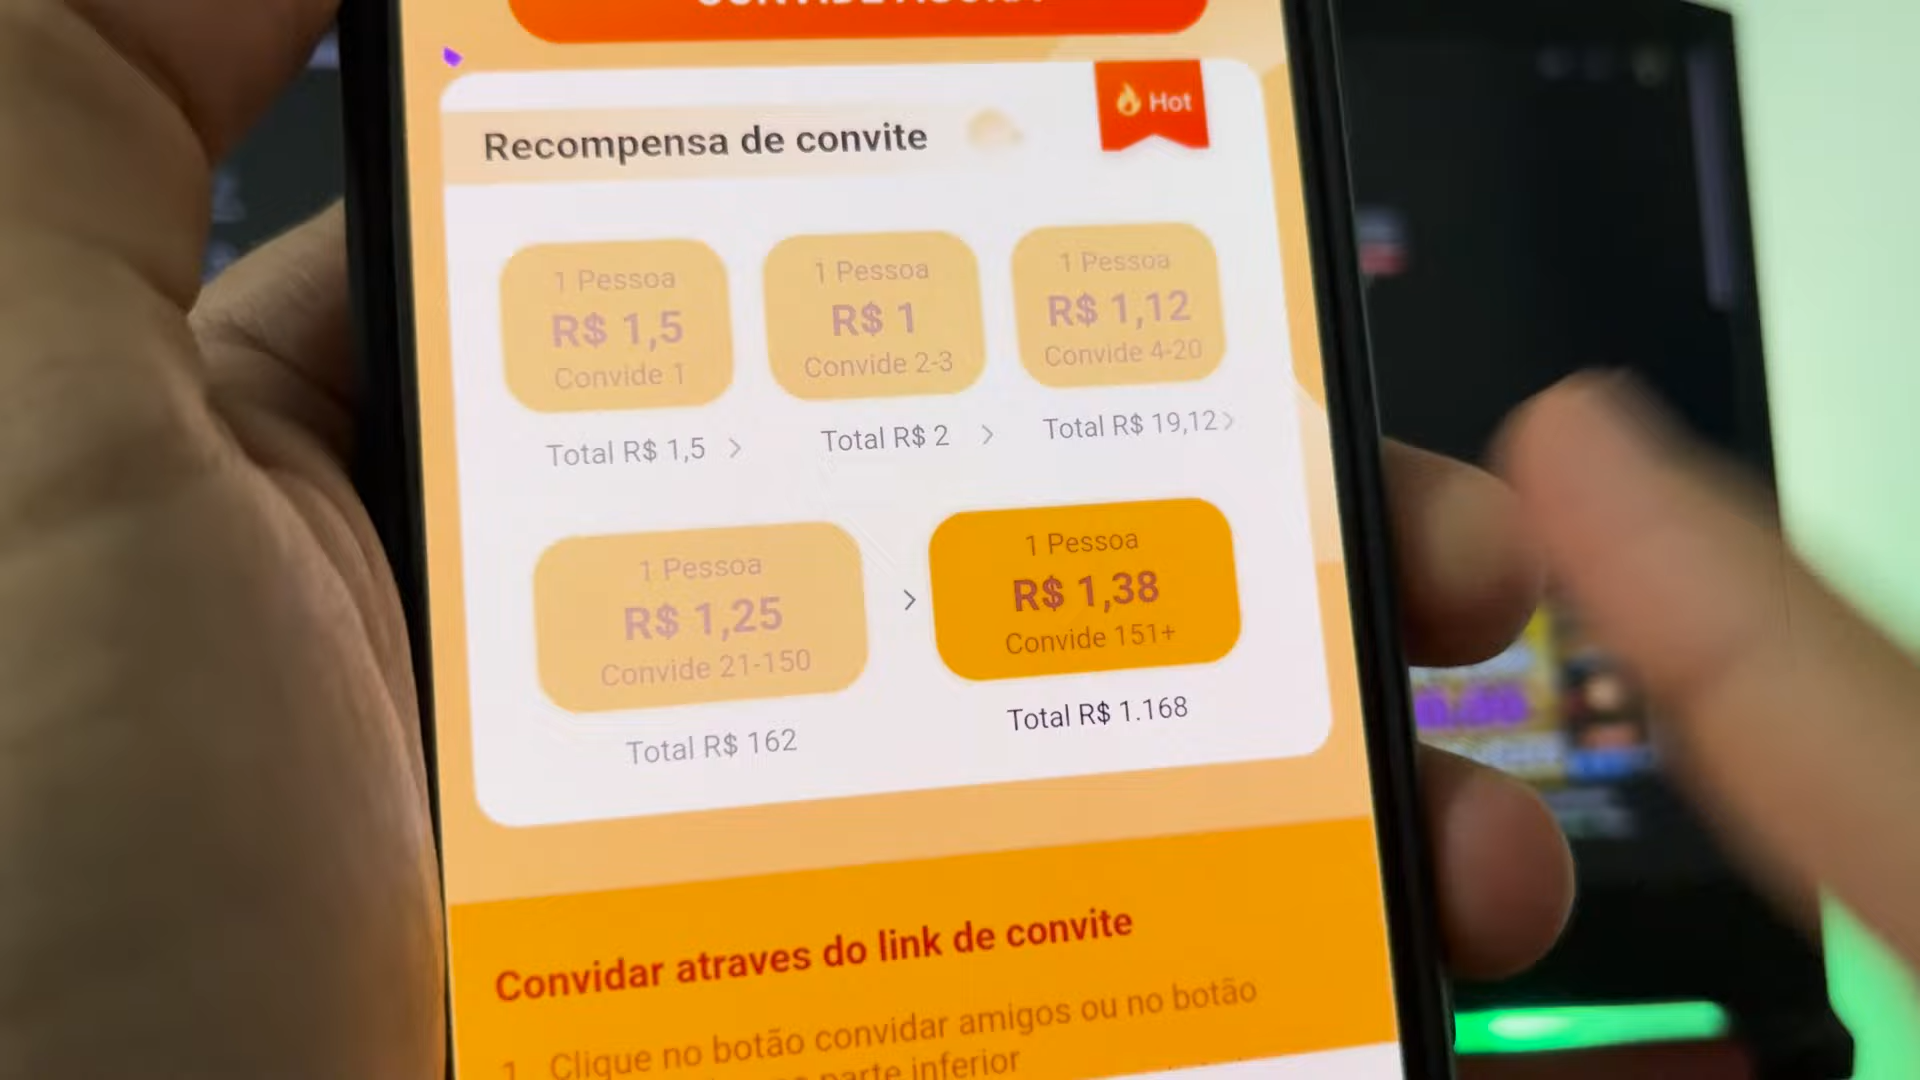 Hot
Recompensa de convite
1 Pessoa
R$ 1,5
Convide 1
1 Pessoa
R$ 1
Convide 2-3
1 Pessoa
R$ 1,12
Convide 4-20
Total R$ 1,5 >
Total R$ 2 >
Total R$ 19,12 >
1 Pessoa
R$ 1,25
Convide 21-150
>
1 Pessoa
R$ 1,38
Convide 151+
Total R$ 162
Total R$ 1.168
Convidar atraves do link de convite
1. Clique no botão convidar amigos ou no botão
parte inferior